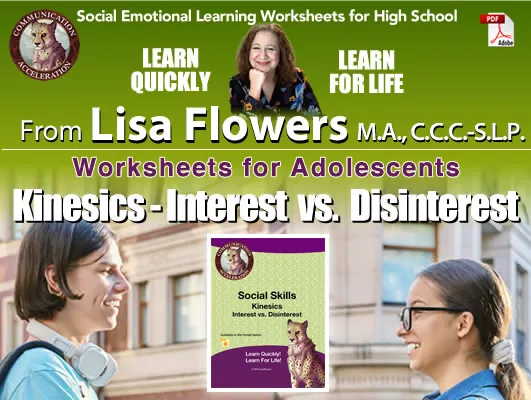 Social Emotional Learning Worksheets for High School
PDF
Adobe
COMMUNICATION
ACCELERATION
LEARN QUICKLY
LEARN FOR LIFE
From Lisa Flowers M.A., C.C.C.-S.L.P.
Worksheets for Adolescents
Kinesics - Interest vs. Disinterest
Social Skills
Kinesics
Interest vs. Disinterest
Learn Quickly!
Learn For Life!